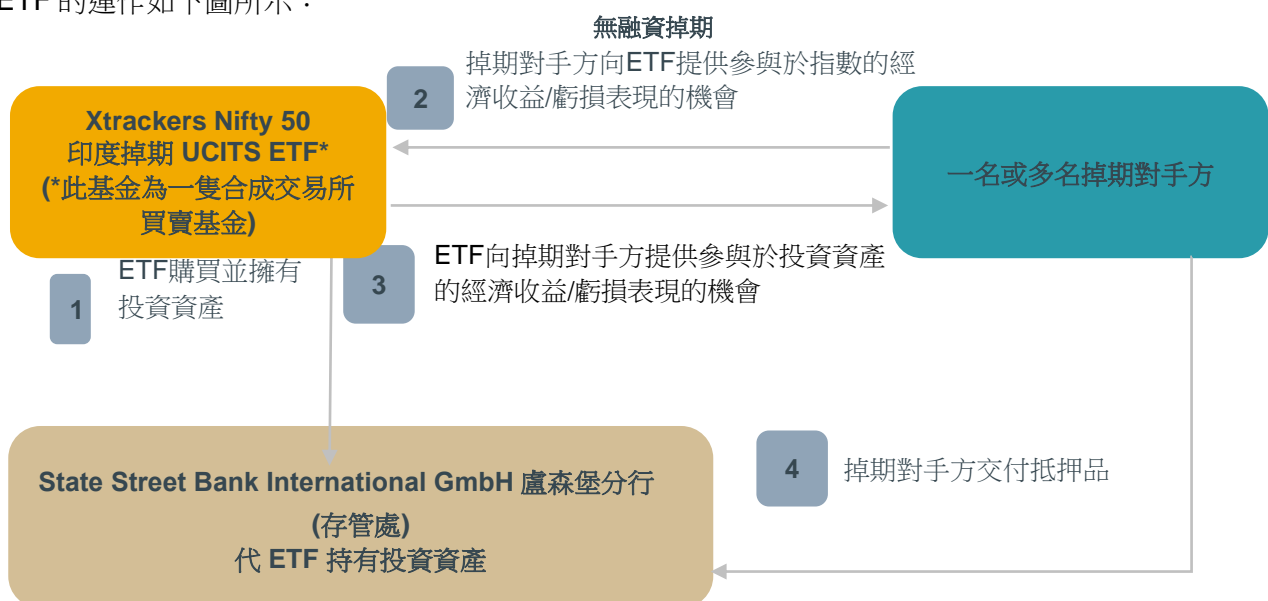 ETF 的運作如下圖所示：
無融資掉期
2
掉期對手方向ETF提供參與於指數的經
濟收益/虧損表現的機會
Xtrackers Nifty 50
印度掉期 UCITS ETF*
(*此基金為一隻合成交易所
買賣基金)
一名或多名掉期對手方
1
ETF購買並擁有
投資資產
3
ETF向掉期對手方提供參與於投資資產
的經濟收益/虧損表現的機會
State Street Bank International GmbH 盧森堡分行
(存管處)
代 ETF 持有投資資產
4
掉期對手方交付抵押品